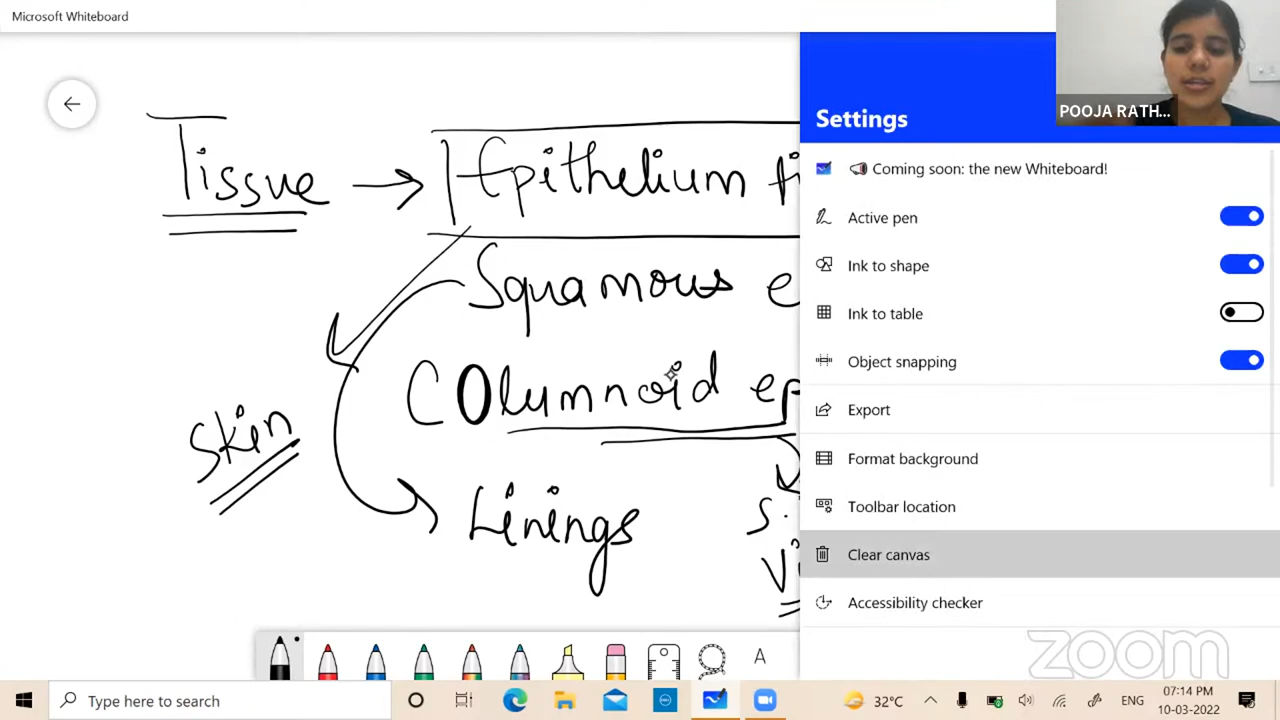 Microsoft Whiteboard
POOJA RATH...
Settings
Coming soon: the new Whiteboard!
Active pen
Ink to shape
Ink to table
Object snapping
Export
Format background
Toolbar location
Clear canvas
Accessibility checker
Tissue → Epithelium ti
Squamous e
COlumnoid ep
Skin
Linings
S.
Vi
A
zoom
Type here to search
32°C
ENG
07:14 PM
10-03-2022